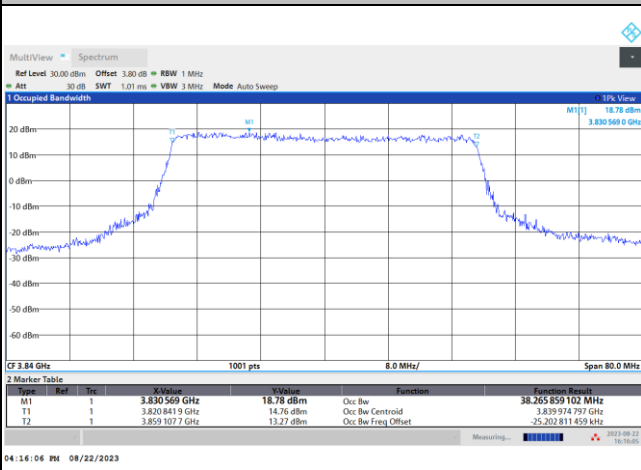 MultiView Spectrum
Ref Level 30.00 dBm Offset 3.80 dB RBW 1 MHz
Att 30 dB SWT 1.01 ms VBW 3 MHz Mode Auto Sweep
1 Occupied Bandwidth 1Pk View
M1[1] 18.78 dBm
3.830 569 0 GHz
T1 M1 T2
20 dBm
10 dBm
0 dBm
-10 dBm
-20 dBm
-30 dBm
-40 dBm
-50 dBm
-60 dBm
CF 3.84 GHz 1001 pts 8.0 MHz/ Span 80.0 MHz
2 Marker Table
Type Ref Trc X-Value Y-Value Function Function Result
M1 1 3.830 569 GHz 18.78 dBm Occ Bw 38.265 859 102 MHz
T1 1 3.820 841 9 GHz 14.76 dBm Occ Bw Centroid 3.839 974 797 GHz
T2 1 3.859 107 7 GHz 13.27 dBm Occ Bw Freq Offset -25.202 811 459 kHz
Measuring... 2023-08-22
16:16:05
04:16:06 PM 08/22/2023